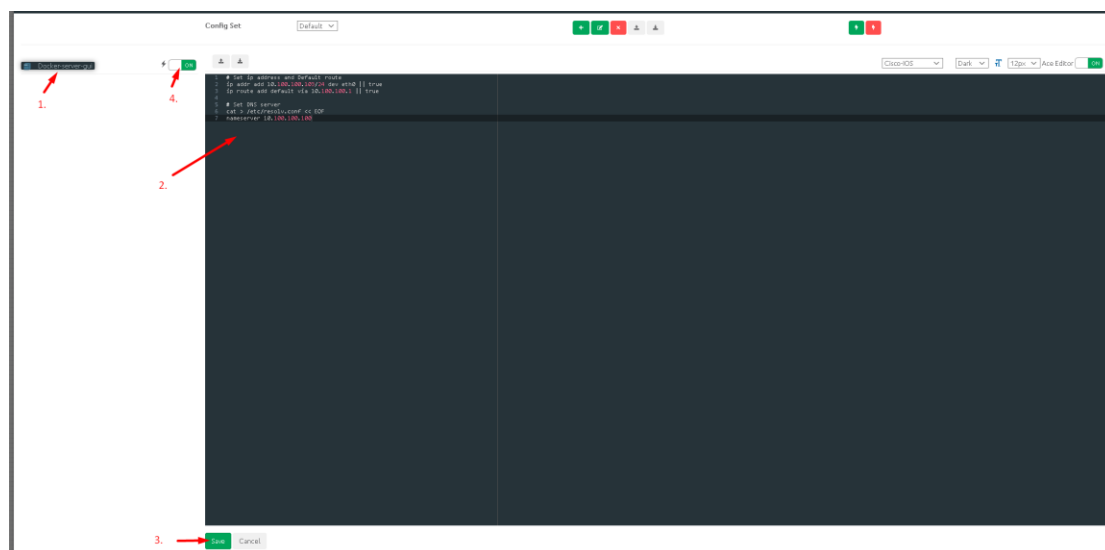 Config Set Default
Docker-server-gui ON Cisco-IOS Dark 12px Ace Editor ON
1. 4.
1 # Set ip address and Default route
2 ip addr add 10.100.100.105/24 dev eth0 || true
3 ip route add default via 10.100.100.1 || true
4
5 # Set DNS server
6 cat > /etc/resolv.conf << EOF
7 nameserver 10.100.100.100
2.
3. Save Cancel